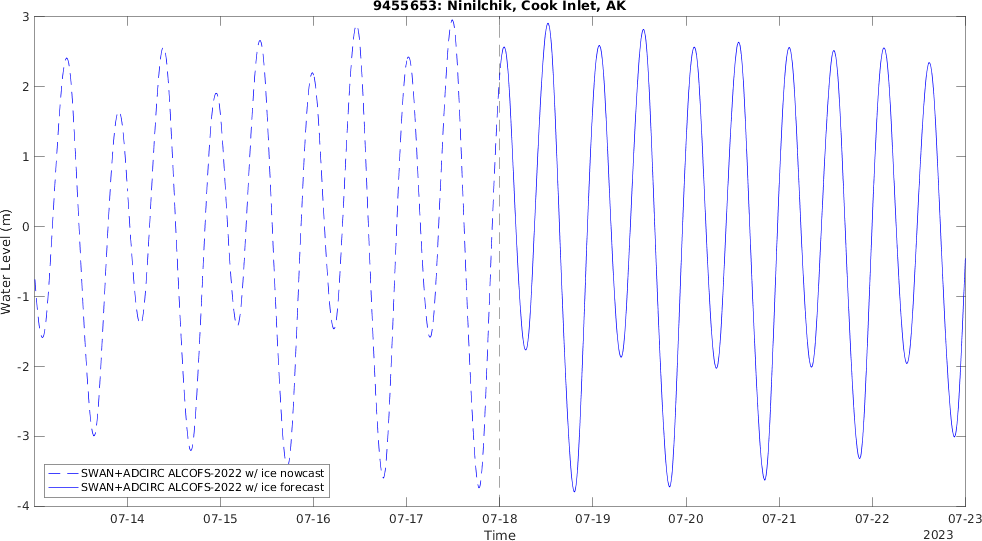 9455653: Ninilchik, Cook Inlet, AK
3
2
1
0
-1
-2
-3
-4
Water Level (m)
SWAN+ADCIRC ALCOFS-2022 w/ ice nowcast
SWAN+ADCIRC ALCOFS-2022 w/ ice forecast
07-14 07-15 07-16 07-17 07-18 07-19 07-20 07-21 07-22 07-23
Time
2023